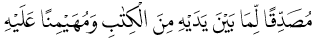 مُصَدِّقًا لِّمَا بَيْنَ يَدَيْهِ مِنَ الْكِتٰبِ وَمُهَيْمِنًا عَلَيْهِ